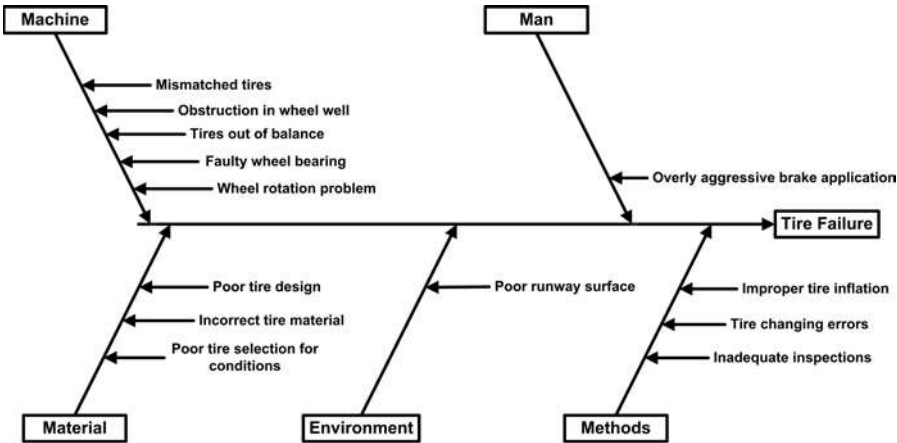 Machine
Man
Mismatched tires
Obstruction in wheel well
Tires out of balance
Faulty wheel bearing
Wheel rotation problem
Overly aggressive brake application
Tire Failure
Poor tire design
Incorrect tire material
Poor tire selection for
conditions
Poor runway surface
Improper tire inflation
Tire changing errors
Inadequate inspections
Material
Environment
Methods